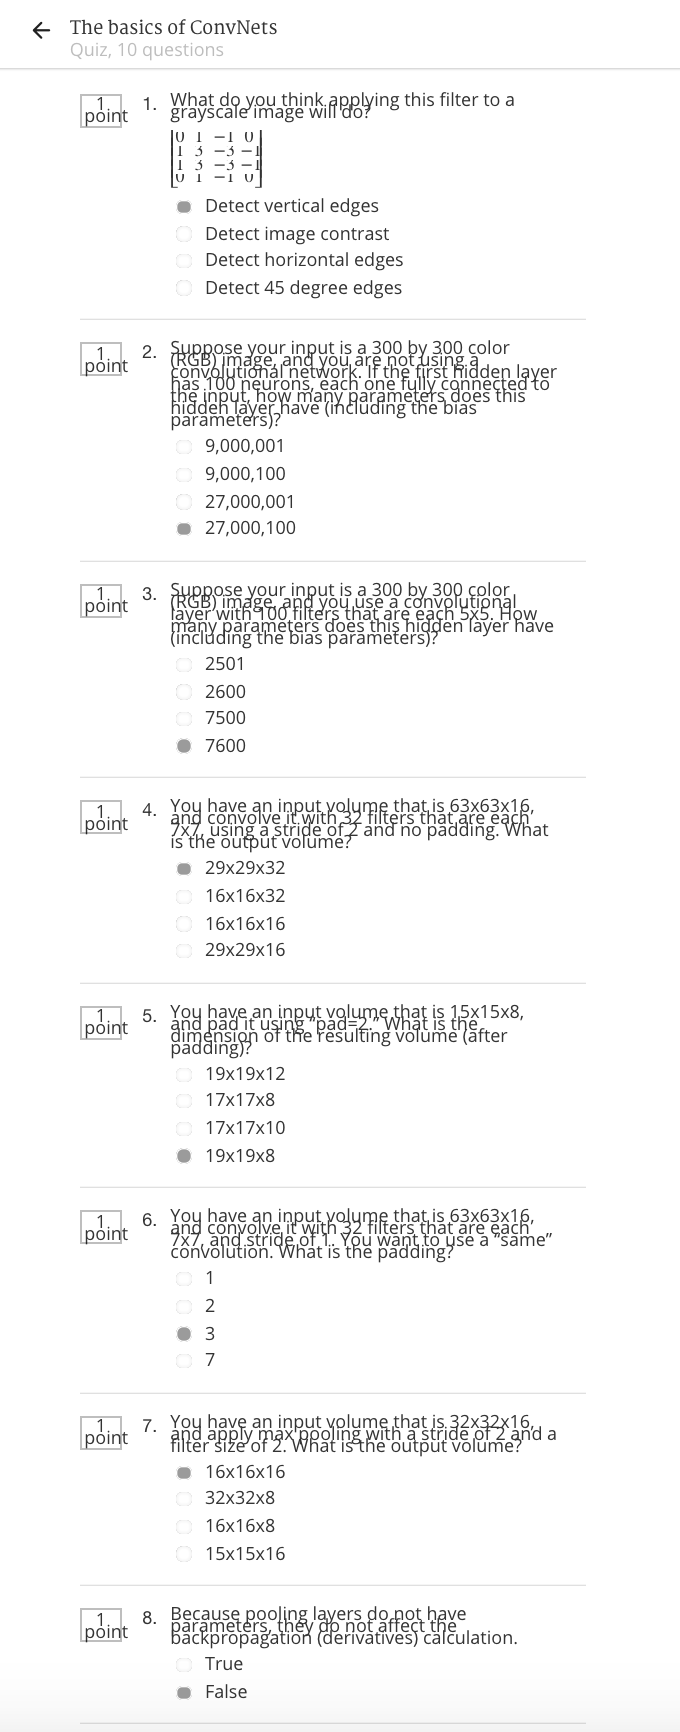 The basics of ConvNets
Quiz, 10 questions
1
point
1. What do you think applying this filter to a
grayscale image will do?
0 1 −1 0
1 3 −3 −1
1 3 −3 −1
0 1 −1 0
Detect vertical edges
Detect image contrast
Detect horizontal edges
Detect 45 degree edges
1
point
2. Suppose your input is a 300 by 300 color
(RGB) image, and you are not using a
convolutional network. If the first hidden layer
has 100 neurons, each one fully connected to
the input, how many parameters does this
hidden layer have (including the bias
parameters)?
9,000,001
9,000,100
27,000,001
27,000,100
1
point
3. Suppose your input is a 300 by 300 color
(RGB) image, and you use a convolutional
layer with 100 filters that are each 5x5. How
many parameters does this hidden layer have
(including the bias parameters)?
2501
2600
7500
7600
1
point
4. You have an input volume that is 63x63x16,
and convolve it with 32 filters that are each
7x7, using a stride of 2 and no padding. What
is the output volume?
29x29x32
16x16x32
16x16x16
29x29x16
1
point
5. You have an input volume that is 15x15x8,
and pad it using “pad=2.” What is the
dimension of the resulting volume (after
padding)?
19x19x12
17x17x8
17x17x10
19x19x8
1
point
6. You have an input volume that is 63x63x16,
and convolve it with 32 filters that are each
7x7, and stride of 1. You want to use a “same”
convolution. What is the padding?
1
2
3
7
1
point
7. You have an input volume that is 32x32x16,
and apply max pooling with a stride of 2 and a
filter size of 2. What is the output volume?
16x16x16
32x32x8
16x16x8
15x15x16
1
point
8. Because pooling layers do not have
parameters, they do not affect the
backpropagation (derivatives) calculation.
True
False